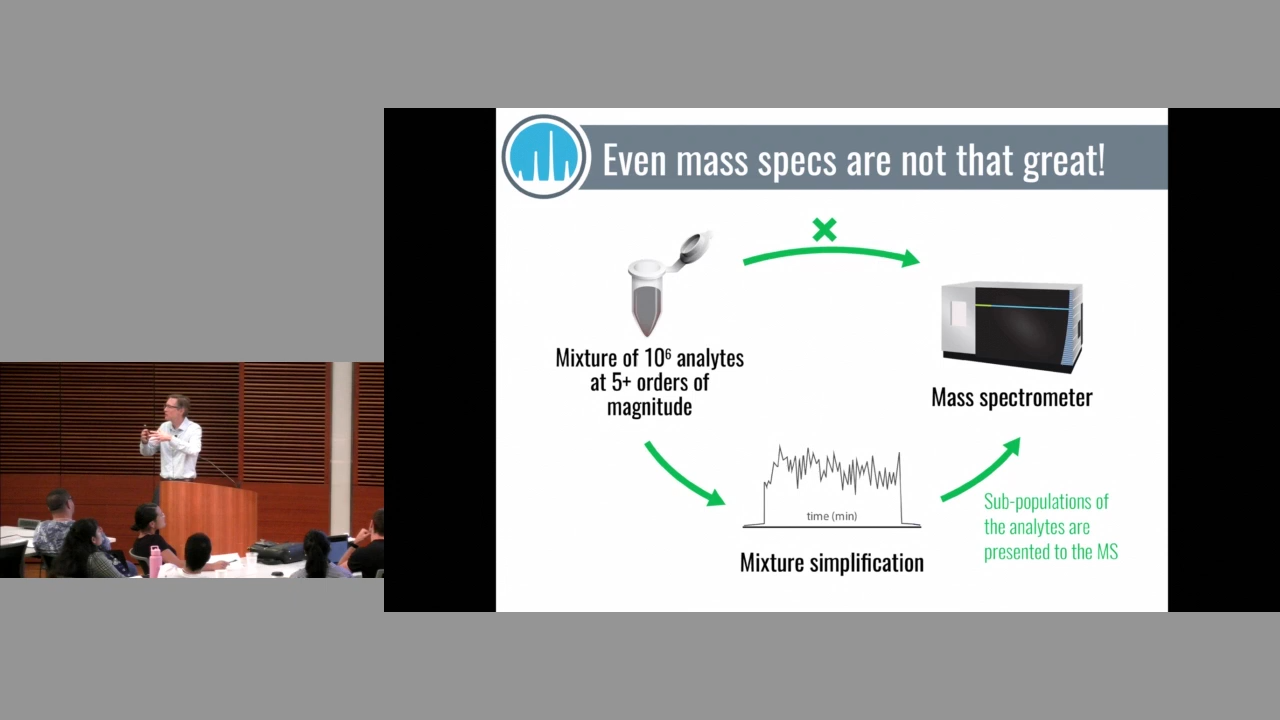 Even mass specs are not that great!
Mixture of 10⁶ analytes
at 5+ orders of
magnitude
Mass spectrometer
time (min)
Mixture simplification
Sub-populations of
the analytes are
presented to the MS